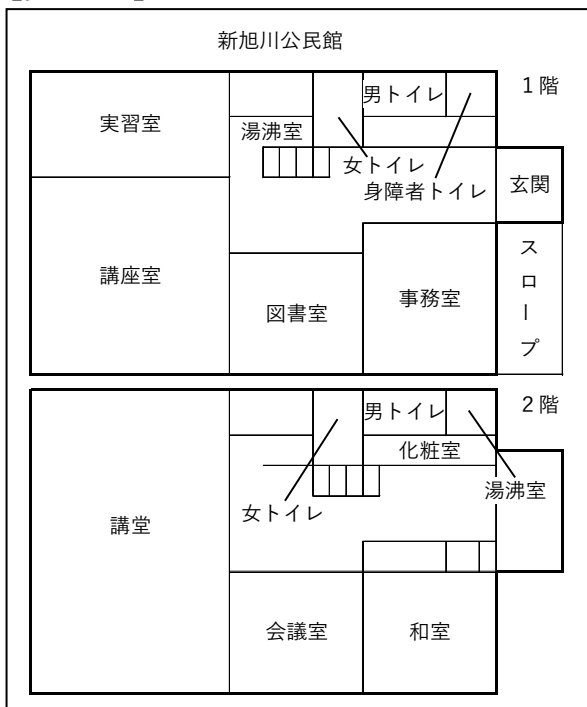 新旭川公民館
1階
男トイレ
実習室
湯沸室
女トイレ
身障者トイレ
玄関
スロープ
講座室
図書室
事務室
2階
男トイレ
化粧室
湯沸室
女トイレ
講堂
会議室
和室